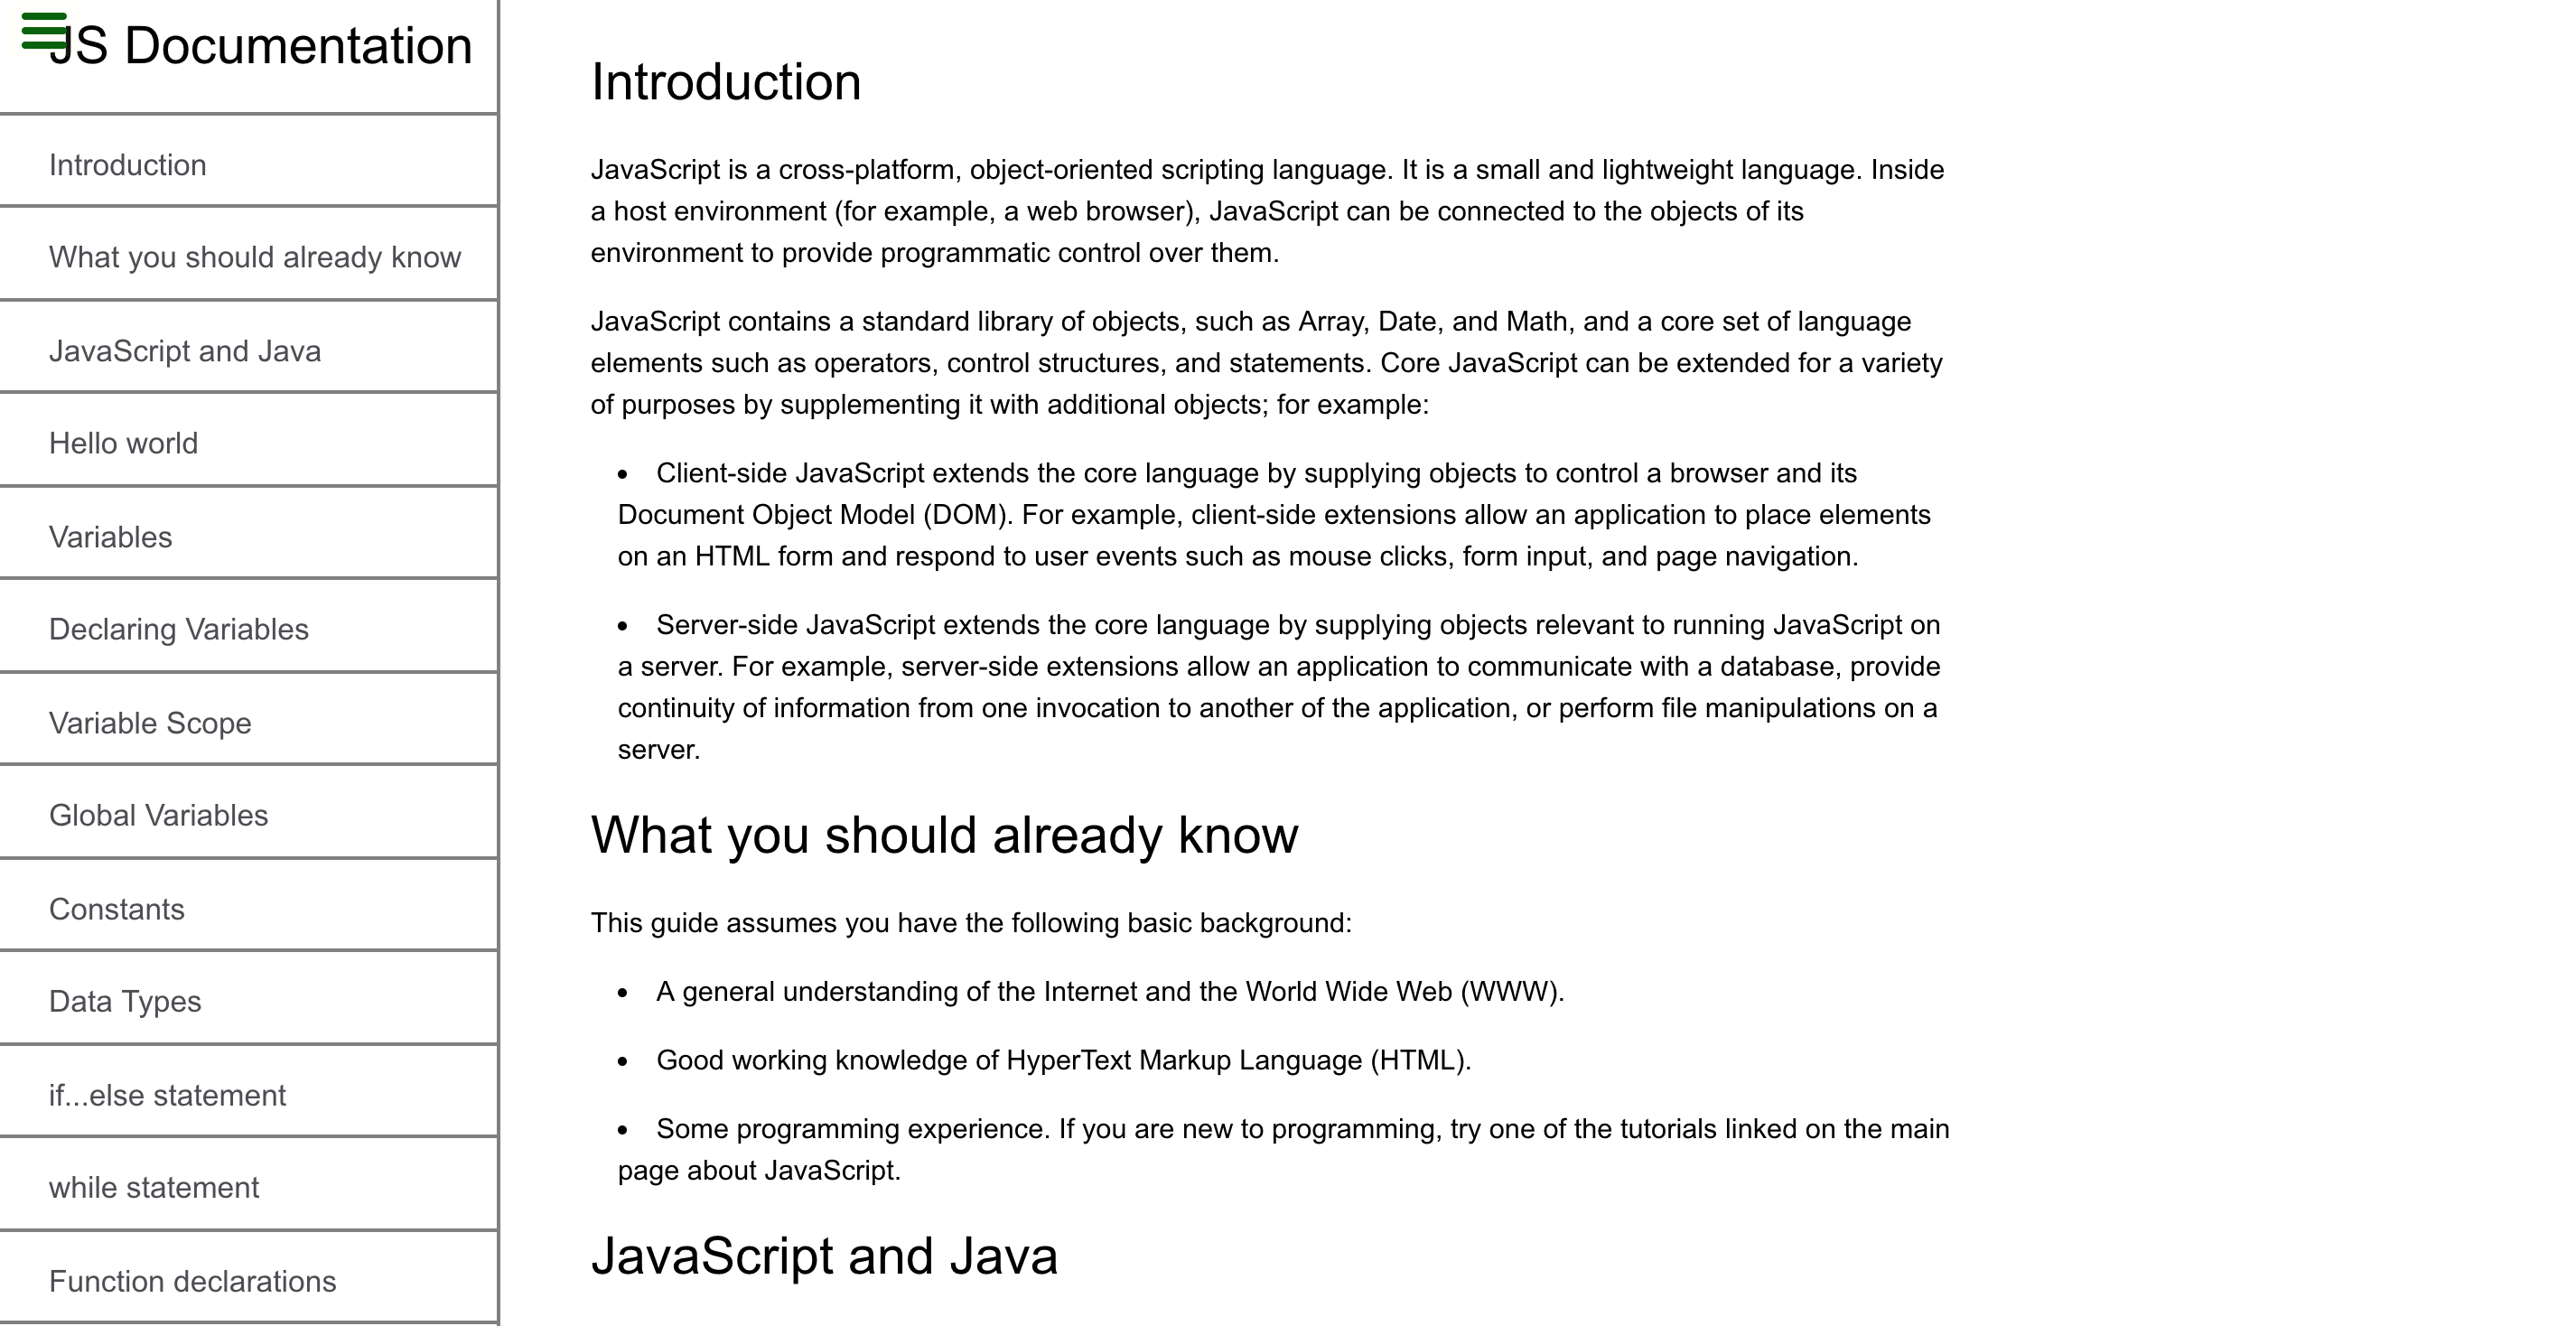 JS Documentation
Introduction
What you should already know
JavaScript and Java
Hello world
Variables
Declaring Variables
Variable Scope
Global Variables
Constants
Data Types
if...else statement
while statement
Function declarations
Introduction
JavaScript is a cross-platform, object-oriented scripting language. It is a small and lightweight language. Inside
a host environment (for example, a web browser), JavaScript can be connected to the objects of its
environment to provide programmatic control over them.
JavaScript contains a standard library of objects, such as Array, Date, and Math, and a core set of language
elements such as operators, control structures, and statements. Core JavaScript can be extended for a variety
of purposes by supplementing it with additional objects; for example:
• Client-side JavaScript extends the core language by supplying objects to control a browser and its
Document Object Model (DOM). For example, client-side extensions allow an application to place elements
on an HTML form and respond to user events such as mouse clicks, form input, and page navigation.
• Server-side JavaScript extends the core language by supplying objects relevant to running JavaScript on
a server. For example, server-side extensions allow an application to communicate with a database, provide
continuity of information from one invocation to another of the application, or perform file manipulations on a
server.
What you should already know
This guide assumes you have the following basic background:
• A general understanding of the Internet and the World Wide Web (WWW).
• Good working knowledge of HyperText Markup Language (HTML).
• Some programming experience. If you are new to programming, try one of the tutorials linked on the main
page about JavaScript.
JavaScript and Java